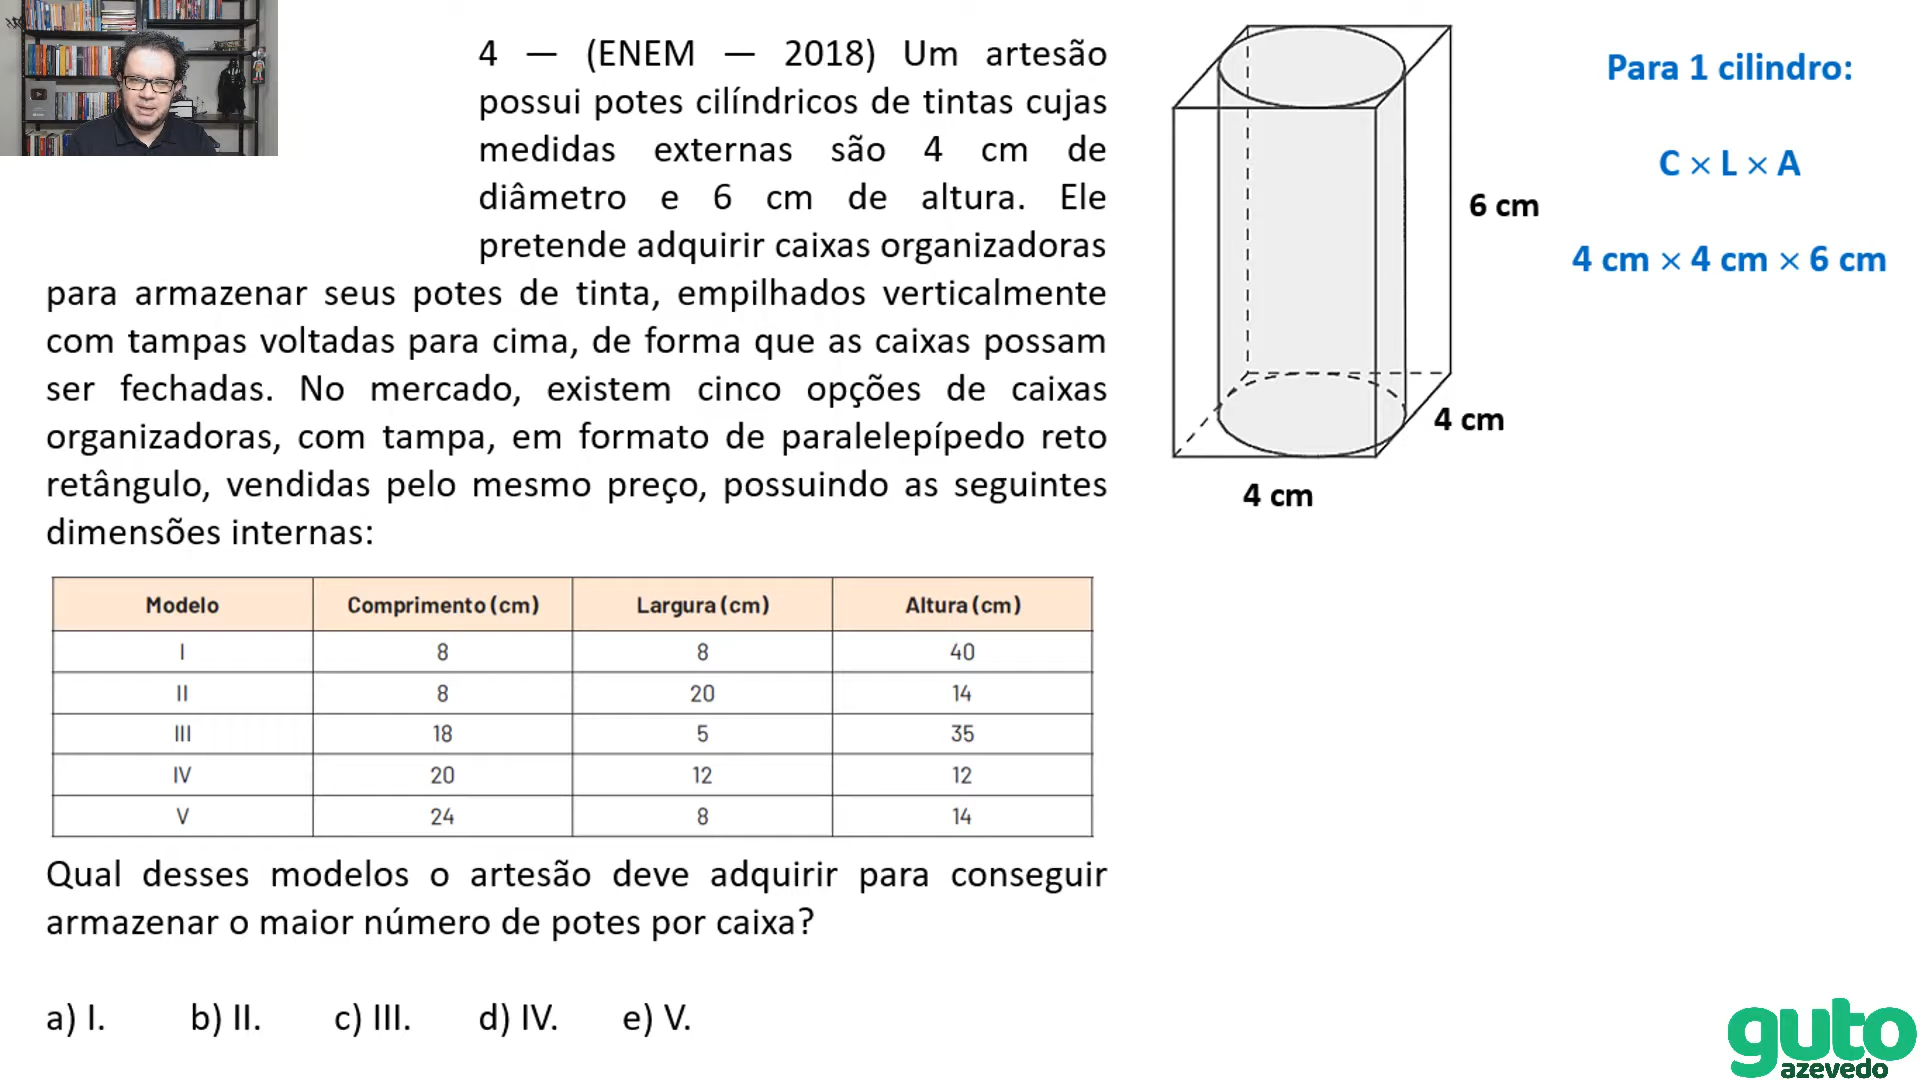 4 — (ENEM — 2018) Um artesão
possui potes cilíndricos de tintas cujas
medidas externas são 4 cm de
diâmetro e 6 cm de altura. Ele
pretende adquirir caixas organizadoras
para armazenar seus potes de tinta, empilhados verticalmente
com tampas voltadas para cima, de forma que as caixas possam
ser fechadas. No mercado, existem cinco opções de caixas
organizadoras, com tampa, em formato de paralelepípedo reto
retângulo, vendidas pelo mesmo preço, possuindo as seguintes
dimensões internas:
Modelo Comprimento (cm) Largura (cm) Altura (cm)
I 8 8 40
II 8 20 14
III 18 5 35
IV 20 12 12
V 24 8 14
Qual desses modelos o artesão deve adquirir para conseguir
armazenar o maior número de potes por caixa?
a) I. b) II. c) III. d) IV. e) V.
6 cm
4 cm
4 cm
Para 1 cilindro:
C × L × A
4 cm × 4 cm × 6 cm
guto
azevedo